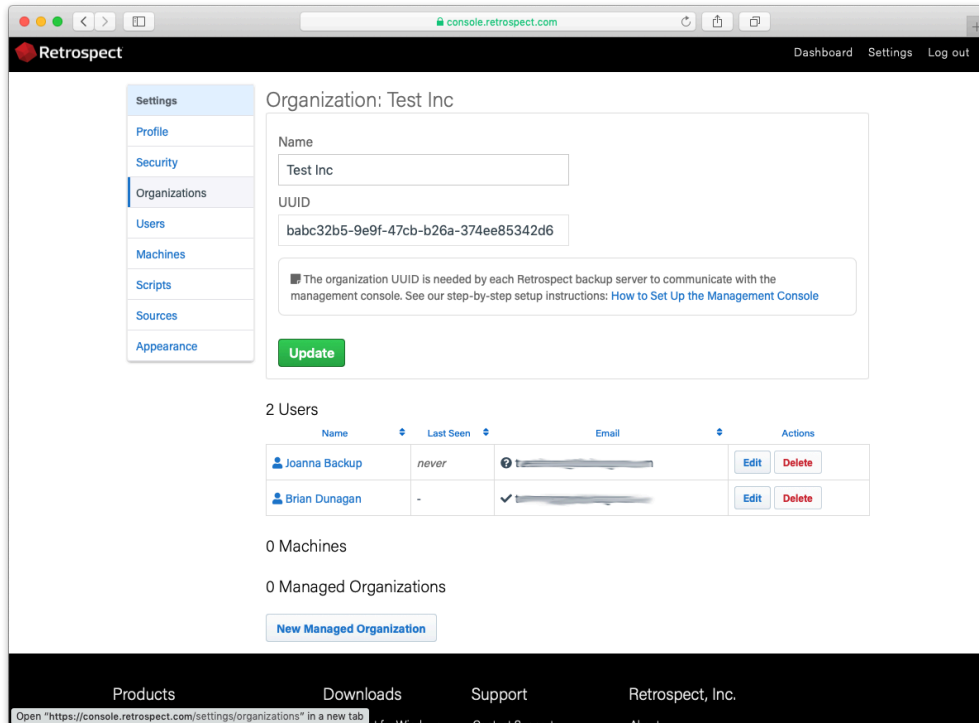 console.retrospect.com
Retrospect
Dashboard Settings Log out
Settings
Profile
Security
Organizations
Users
Machines
Scripts
Sources
Appearance
Organization: Test Inc
Name
Test Inc
UUID
babc32b5-9e9f-47cb-b26a-374ee85342d6
The organization UUID is needed by each Retrospect backup server to communicate with the
management console. See our step-by-step setup instructions: How to Set Up the Management Console
Update
2 Users
Name Last Seen Email Actions
Joanna Backup never Edit Delete
Brian Dunagan - Edit Delete
0 Machines
0 Managed Organizations
New Managed Organization
Products Downloads Support Retrospect, Inc.
Open "https://console.retrospect.com/settings/organizations" in a new tab